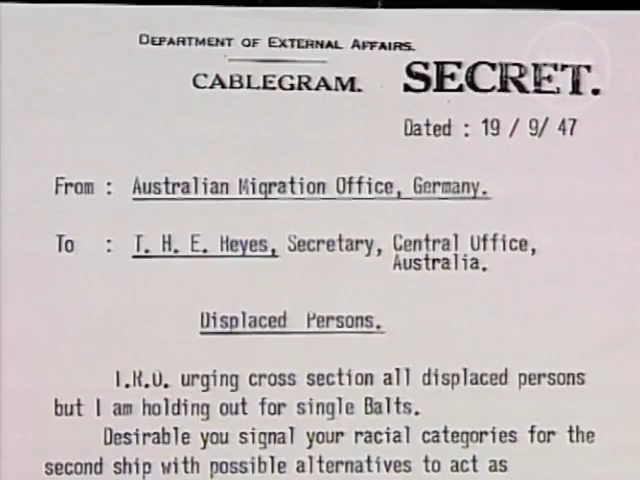 DEPARTMENT OF EXTERNAL AFFAIRS.
CABLEGRAM. SECRET.
Dated : 19 / 9/ 47
From : Australian Migration Office, Germany.
To : T. H. E. Heyes, Secretary, Central Office,
Australia.
Displaced Persons.
I.R.O. urging cross section all displaced persons
but I am holding out for single Balts.
Desirable you signal your racial categories for the
second ship with possible alternatives to act as